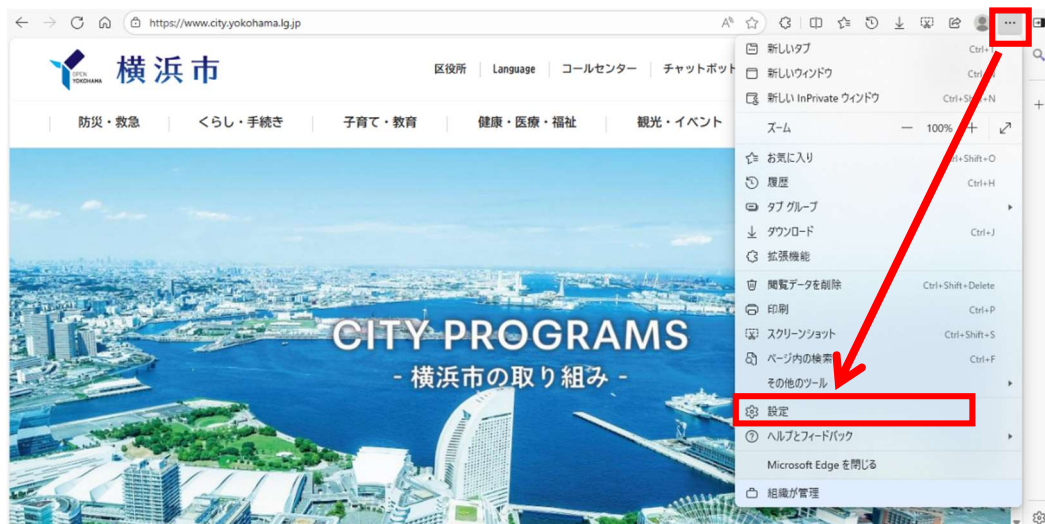 https://www.city.yokohama.lg.jp
OPEN
YOKOHAMA
横浜市
区役所 Language コールセンター チャットボット
防災・救急 くらし・手続き 子育て・教育 健康・医療・福祉 観光・イベント
CITY PROGRAMS
- 横浜市の取り組み -
新しいタブ
新しいウィンドウ
新しい InPrivate ウィンドウ Ctrl+Shift+N
ズーム 100%
お気に入り Ctrl+Shift+O
履歴 Ctrl+H
タブ グループ
ダウンロード Ctrl+J
拡張機能
閲覧データを削除 Ctrl+Shift+Delete
印刷 Ctrl+P
スクリーンショット Ctrl+Shift+S
ページ内の検索 Ctrl+F
その他のツール
設定
ヘルプとフィードバック
Microsoft Edge を閉じる
組織が管理